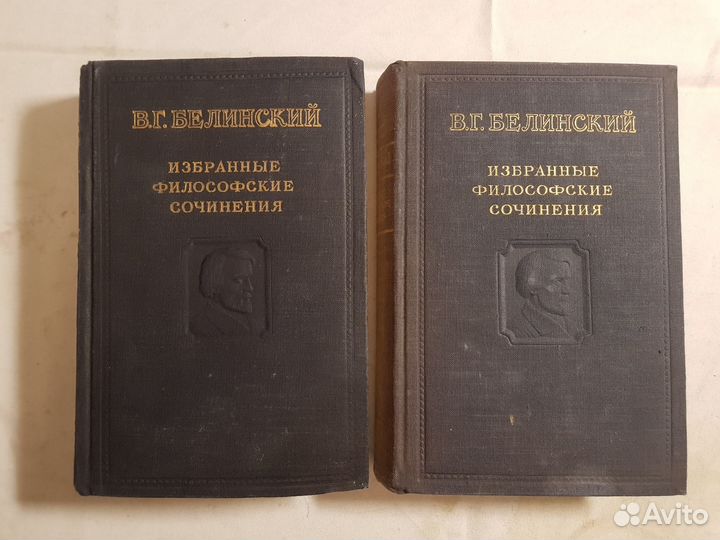 В.Г. БЕЛИНСКИЙ
ИЗБРАННЫЕ
ФИЛОСОФСКИЕ
СОЧИНЕНИЯ
В.Г. БЕЛИНСКИЙ
ИЗБРАННЫЕ
ФИЛОСОФСКИЕ
СОЧИНЕНИЯ
Avito